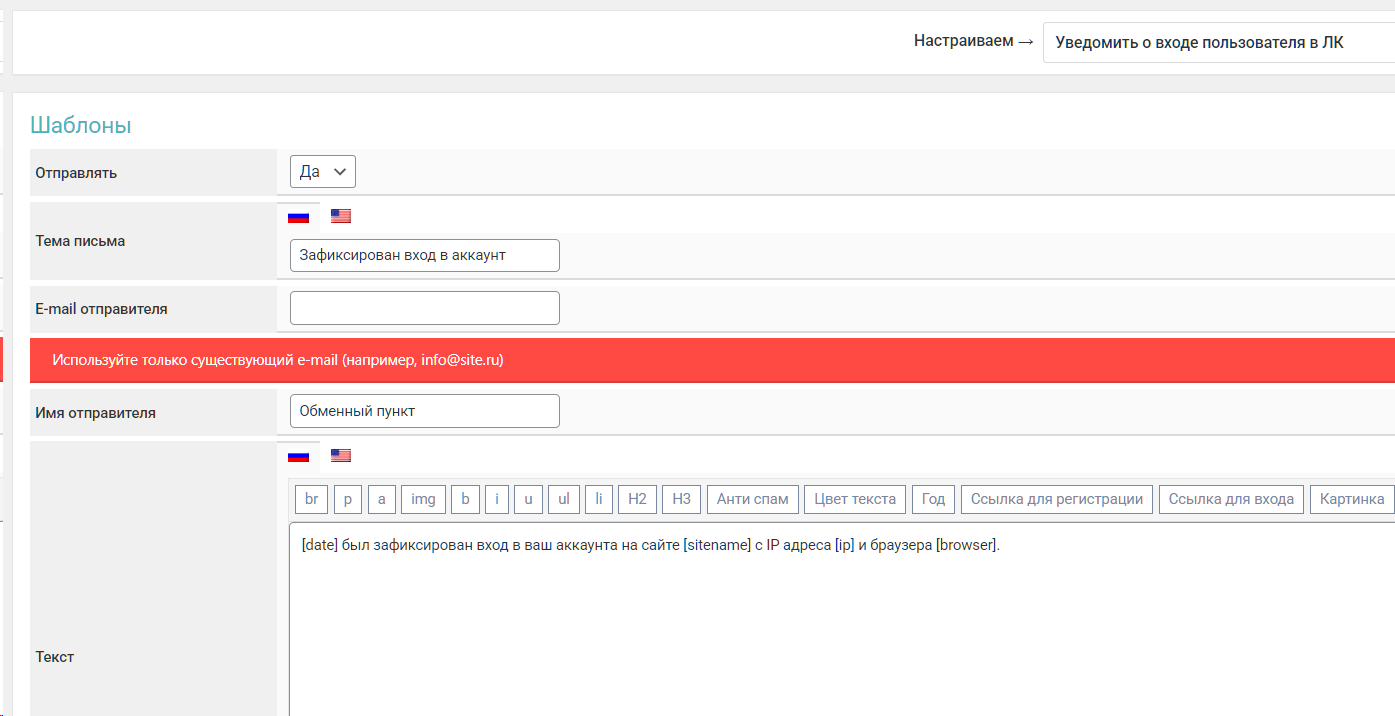 Настраиваем → Уведомить о входе пользователя в ЛК
Шаблоны
Отправлять Да
Тема письма
Зафиксирован вход в аккаунт
E-mail отправителя
Используйте только существующий e-mail (например, info@site.ru)
Имя отправителя Обменный пункт
br p a img b i u ul li H2 H3 Анти спам Цвет текста Год Ссылка для регистрации Ссылка для входа Картинка
[date] был зафиксирован вход в ваш аккаунта на сайте [sitename] с IP адреса [ip] и браузера [browser].
Текст